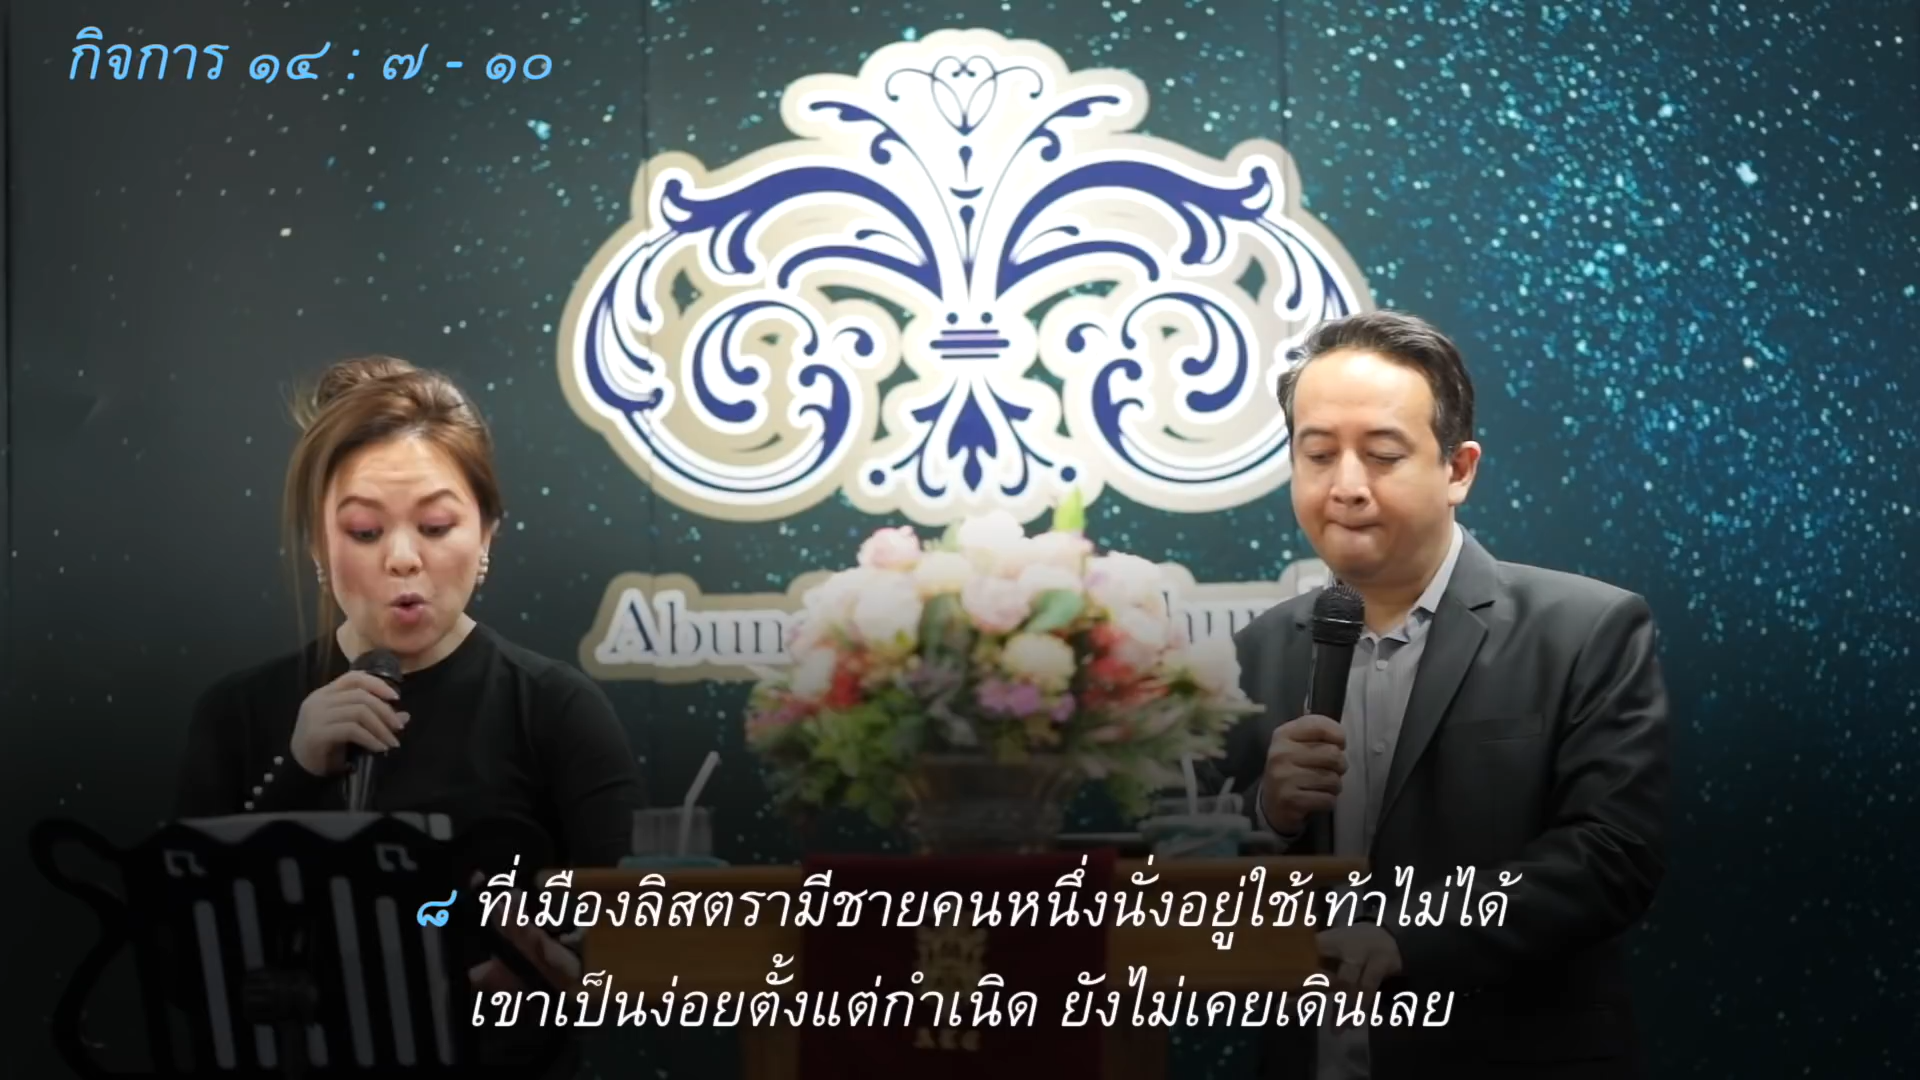 กิจการ ๑๔ : ๗ - ๑๐
Abun
๘ ที่เมืองลิสตรามีชายคนหนึ่งนั่งอยู่ใช้เท้าไม่ได้
เขาเป็นง่อยตั้งแต่กำเนิด ยังไม่เคยเดินเลย